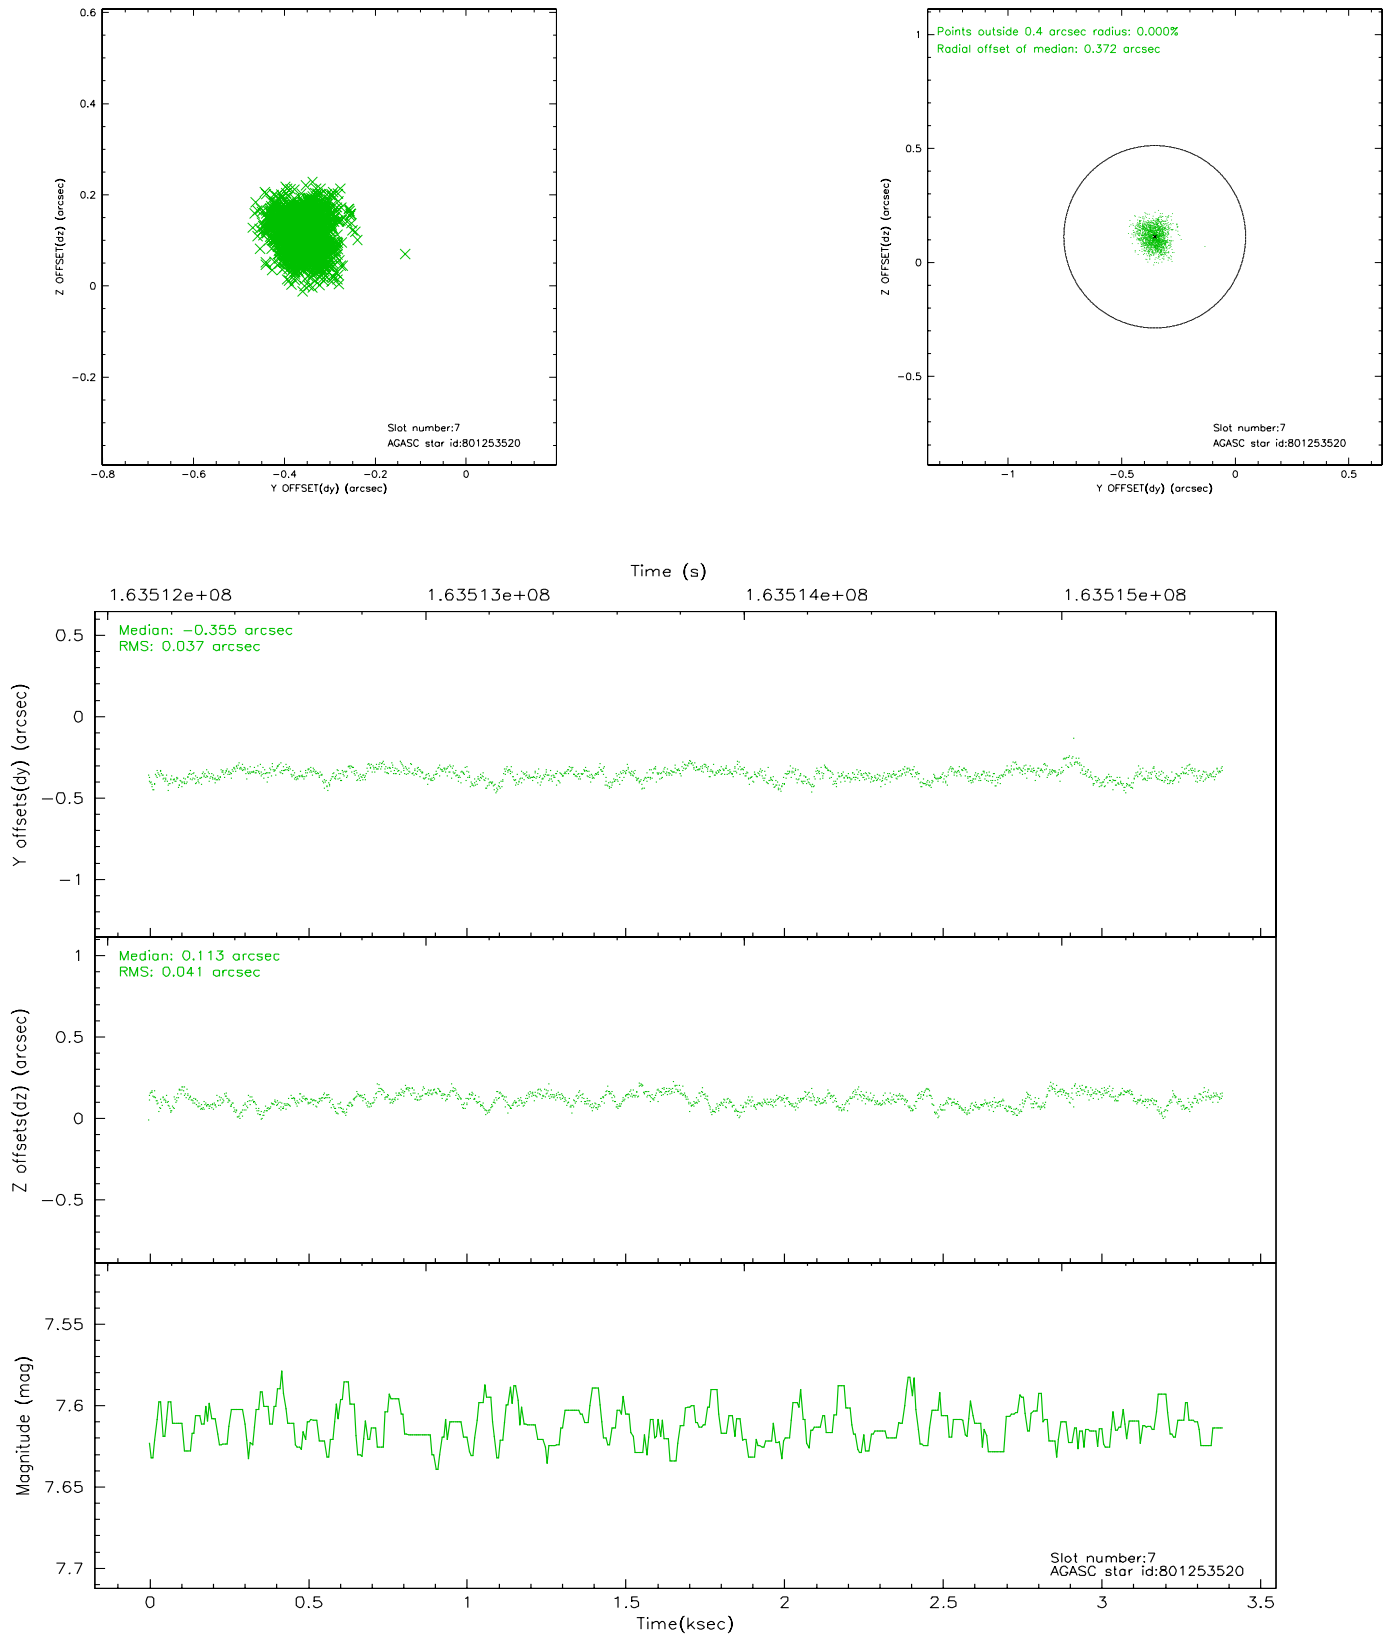 0.6
0.4
0.2
0
−0.2
Z OFFSET(dz) (arcsec)
Slot number:7
AGASC star id:801253520
−0.8 −0.6 −0.4 −0.2 0
Y OFFSET(dy) (arcsec)
Points outside 0.4 arcsec radius: 0.000%
Radial offset of median: 0.372 arcsec
1
0.5
0
−0.5
Z OFFSET(dz) (arcsec)
Slot number:7
AGASC star id:801253520
−1 −0.5 0 0.5
Y OFFSET(dy) (arcsec)
Time (s)
1.63512e+08 1.63513e+08 1.63514e+08 1.63515e+08
Median: −0.355 arcsec
RMS: 0.037 arcsec
0.5
0
−0.5
−1
Y offsets(dy) (arcsec)
Median: 0.113 arcsec
RMS: 0.041 arcsec
1
0.5
0
−0.5
Z offsets(dz) (arcsec)
7.55
7.6
7.65
7.7
Magnitude (mag)
Slot number:7
AGASC star id:801253520
0 0.5 1 1.5 2 2.5 3 3.5
Time(ksec)